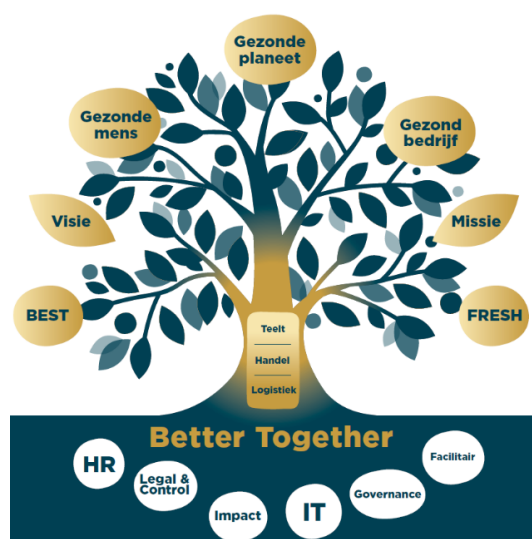 Gezonde
planeet
Gezonde
mens
Gezond
bedrijf
Visie
Missie
BEST
FRESH
Teelt
Handel
Logistiek
Better Together
HR
Legal &
Control
Impact
IT
Governance
Facilitair